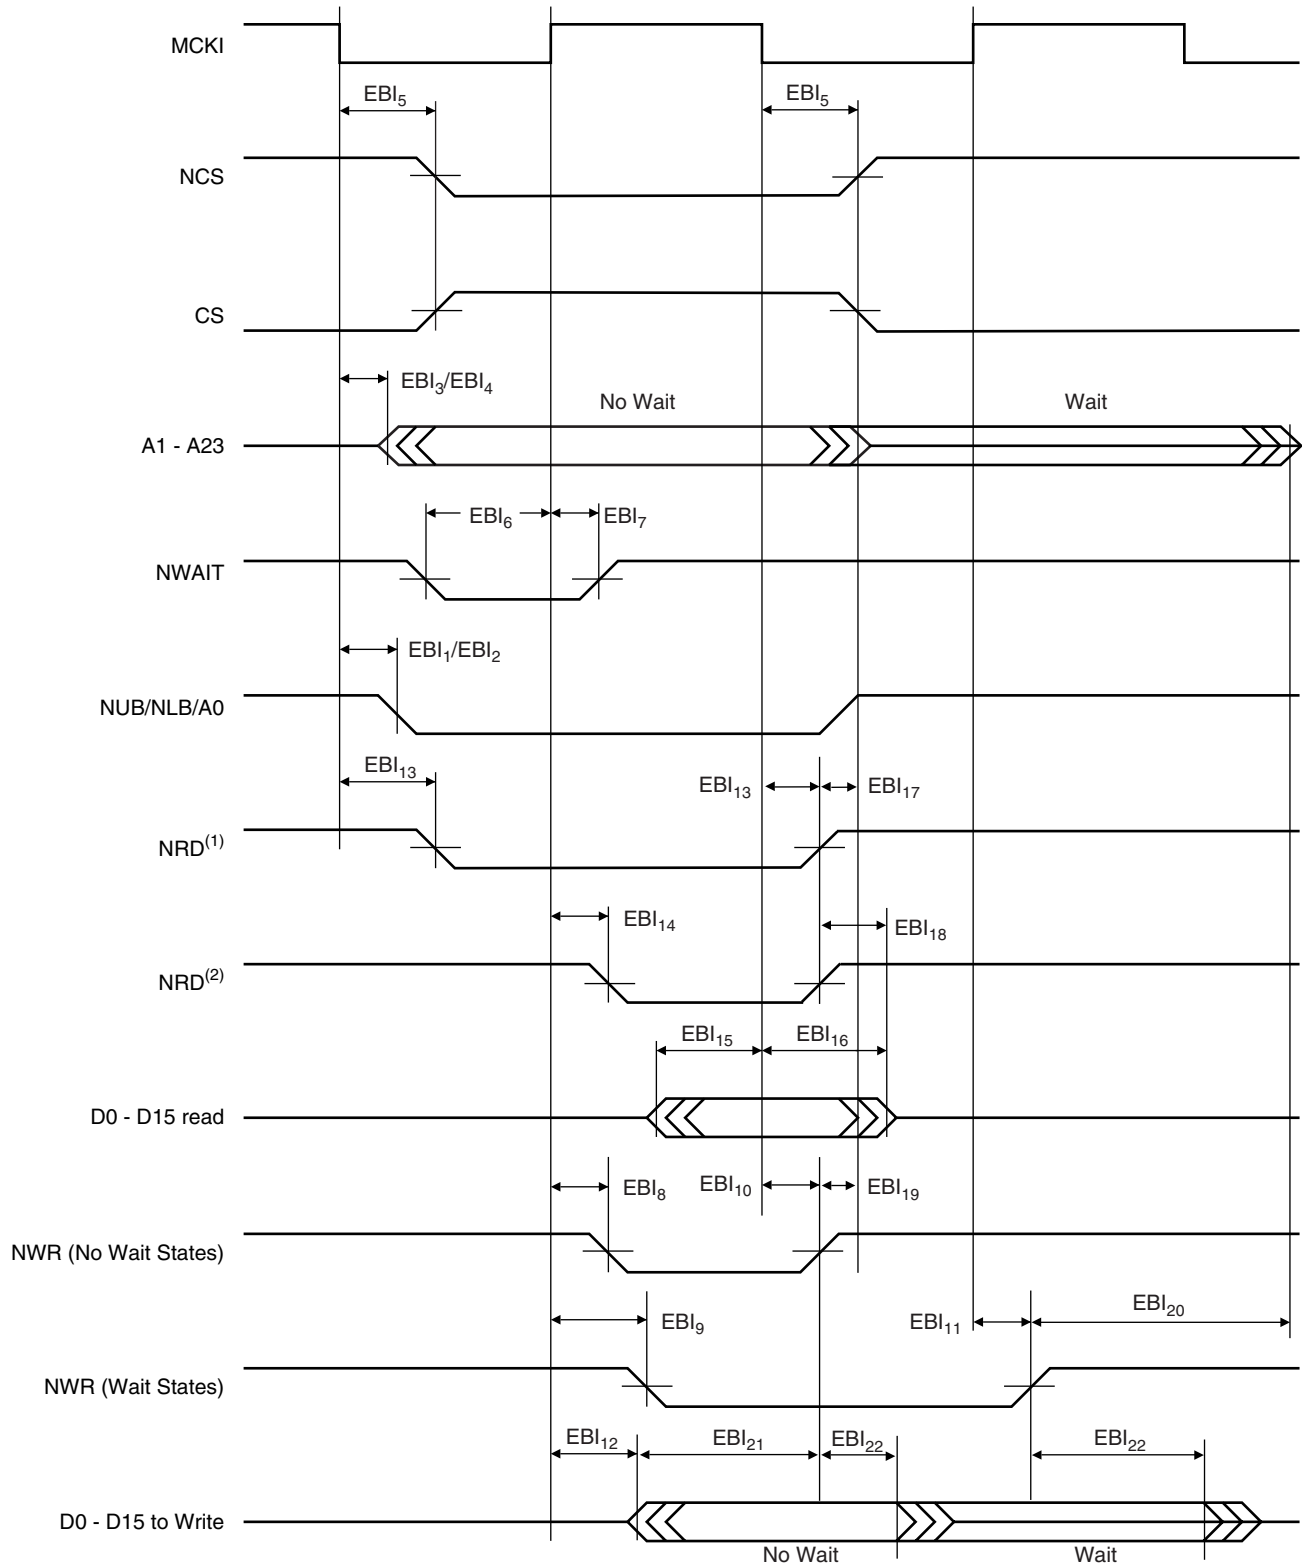 MCKI
EBI5 EBI5
NCS
CS
EBI3/EBI4
No Wait Wait
A1 - A23
EBI6 EBI7
NWAIT
EBI1/EBI2
NUB/NLB/A0
EBI13 EBI13 EBI17
NRD(1)
EBI14 EBI18
NRD(2)
EBI15 EBI16
D0 - D15 read
EBI8 EBI10 EBI19
NWR (No Wait States)
EBI9 EBI11 EBI20
NWR (Wait States)
EBI12 EBI21 EBI22 EBI22
D0 - D15 to Write
No Wait Wait